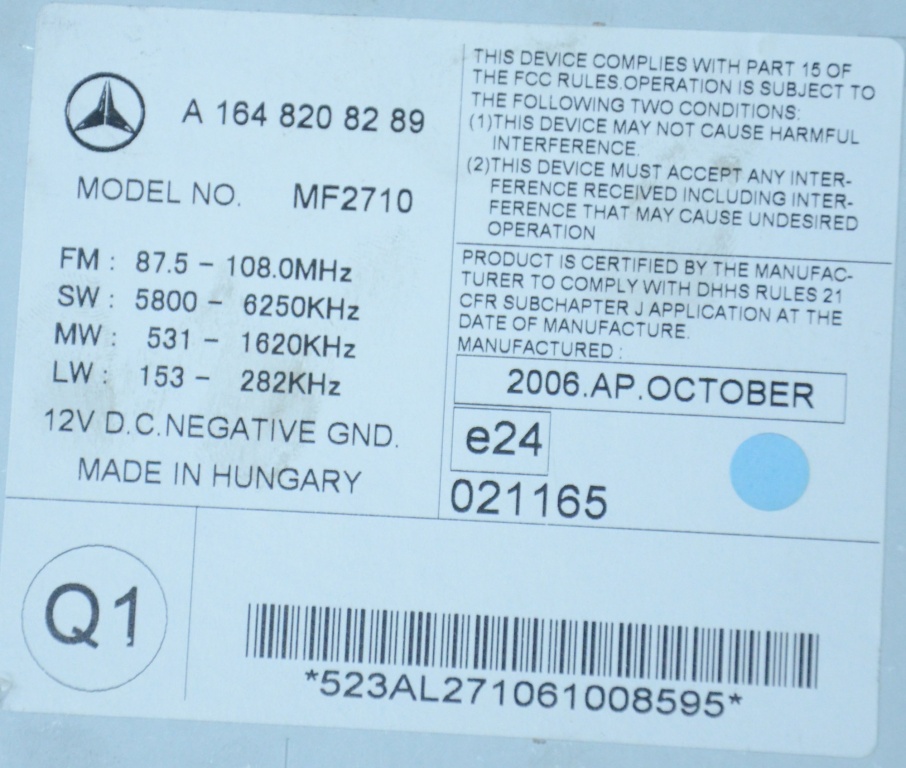 A 164 820 8289
MODEL NO. MF2710
FM : 87.5 - 108.0MHz
SW : 5800 - 6250KHz
MW : 531 - 1620KHz
LW : 153 - 282KHz
12V D.C.NEGATIVE GND.
MADE IN HUNGARY
THIS DEVICE COMPLIES WITH PART 15 OF
THE FCC RULES.OPERATION IS SUBJECT TO
THE FOLLOWING TWO CONDITIONS:
(1)THIS DEVICE MAY NOT CAUSE HARMFUL
INTERFERENCE.
(2)THIS DEVICE MUST ACCEPT ANY INTER-
FERENCE RECEIVED INCLUDING INTER-
FERENCE THAT MAY CAUSE UNDESIRED
OPERATION
PRODUCT IS CERTIFIED BY THE MANUFAC-
TURER TO COMPLY WITH DHHS RULES 21
CFR SUBCHAPTER J APPLICATION AT THE
DATE OF MANUFACTURE.
MANUFACTURED :
2006.AP.OCTOBER
e24
021165
Q1
*523AL271061008595*